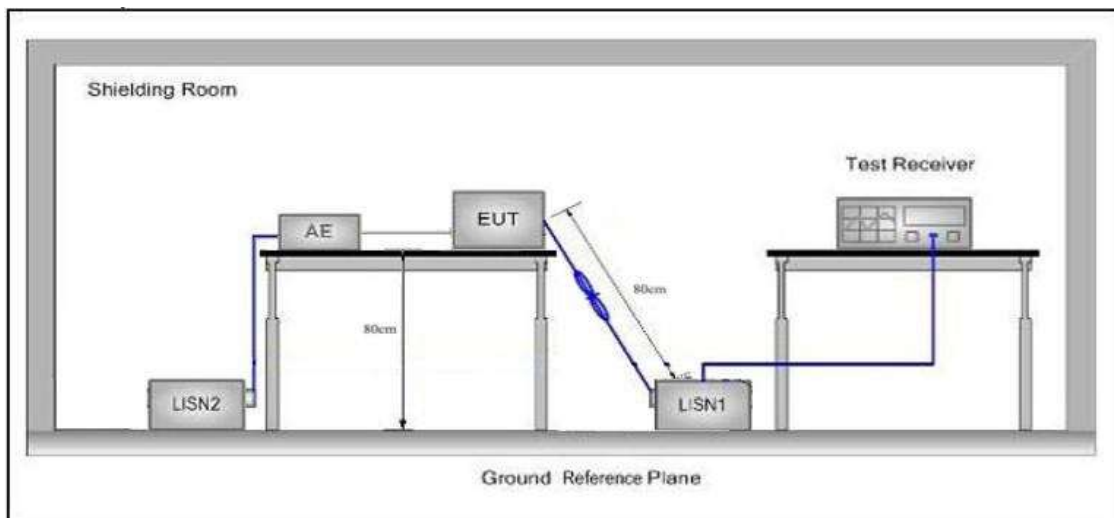 Shielding Room
Test Receiver
EUT
AE
80cm
80cm
LISN2
LISN1
Ground Reference Plane